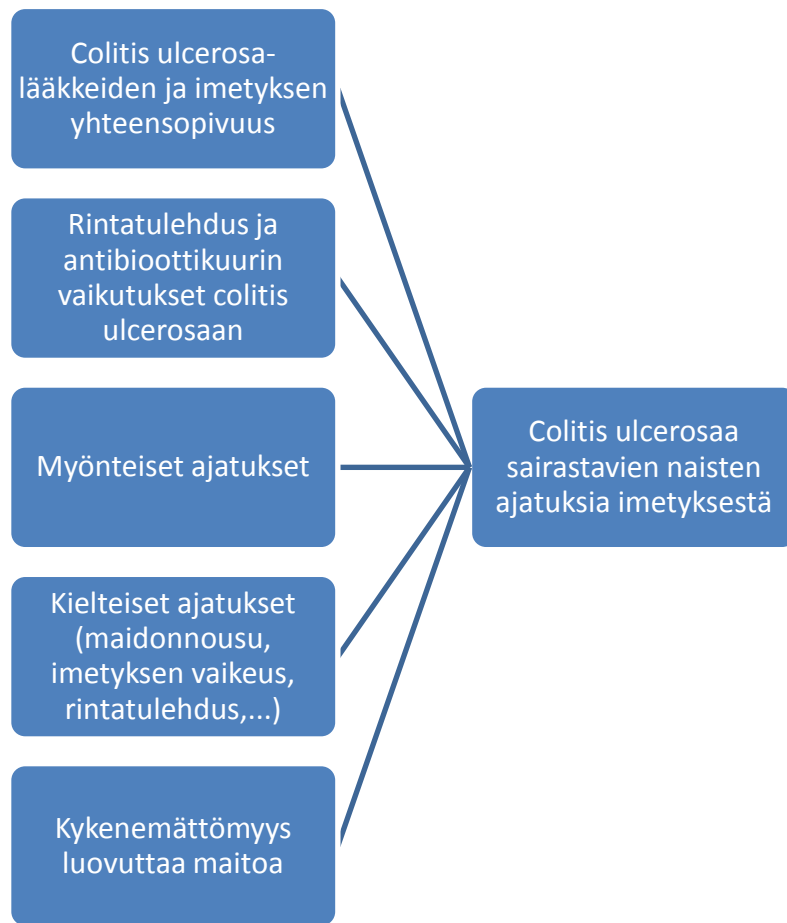 Colitis ulcerosa-
lääkkeiden ja imetyksen
yhteensopivuus
Rintatulehdus ja
antibioottikuurin
vaikutukset colitis
ulcerosaan
Myönteiset ajatukset
Kielteiset ajatukset
(maidonnousu,
imetyksen vaikeus,
rintatulehdus,...)
Kykenemättömyys
luovuttaa maitoa
Colitis ulcerosaa
sairastavien naisten
ajatuksia imetyksestä